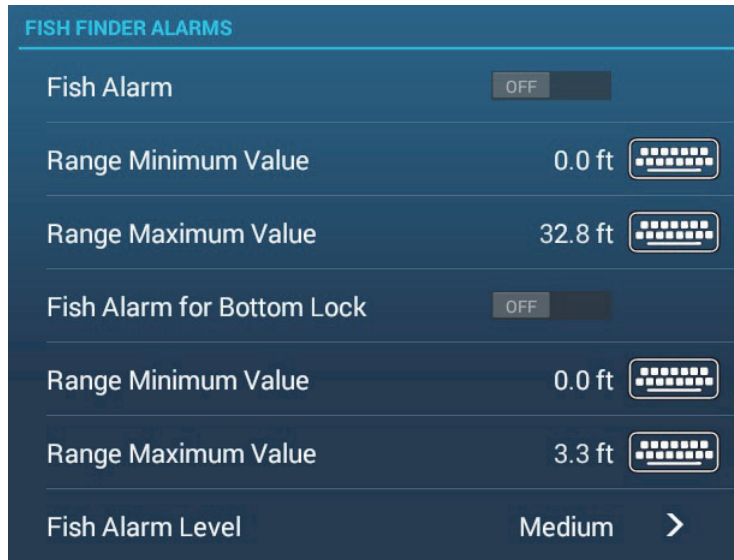 FISH FINDER ALARMS
Fish Alarm OFF
Range Minimum Value 0.0 ft
Range Maximum Value 32.8 ft
Fish Alarm for Bottom Lock OFF
Range Minimum Value 0.0 ft
Range Maximum Value 3.3 ft
Fish Alarm Level Medium